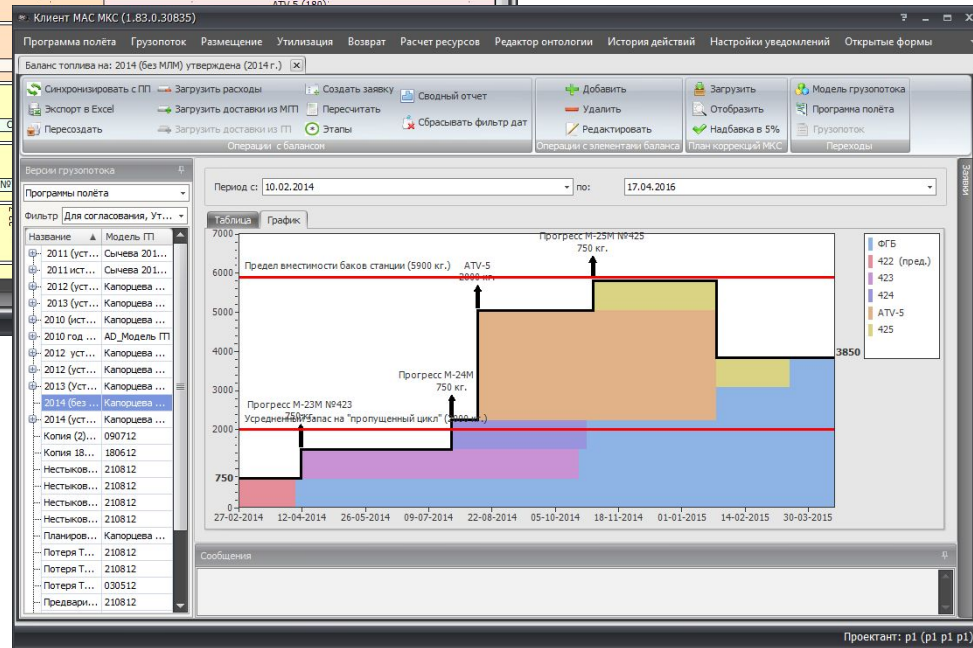 ATV-5 (180)
Клиент МАС МКС (1.83.0.30835)
Программа полёта Грузопоток Размещение Утилизация Возврат Расчет ресурсов Редактор онтологии История действий Настройки уведомлений Открытые формы
Баланс топлива на: 2014 (без МЛМ) утверждена (2014 г.)
Синхронизировать с ПП Загрузить расходы Создать заявку Сводный отчет Добавить Загрузить Модель грузопотока
Экспорт в Excel Загрузить доставки из МГП Пересчитать Сбрасывать фильтр дат Удалить Отобразить Программа полёта
Пересоздать Загрузить доставки из ГП Этапы Редактировать Надбавка в 5% Грузопоток
Операции с балансом Операции с элементами баланса План коррекций МКС Переходы
Версии грузопотока
Заявки
Программы полёта
Фильтр Для согласования, Ут...
Название Модель ГП
2011 (уст... Сычева 201...
2011 ист... Сычева 201...
2012 (уст... Капорцева ...
2013 (уст... Капорцева ...
2010 (ист... Капорцева ...
2010 год ... AD_Модель ГП
2012 уст... Капорцева ...
2012 (уст... Капорцева ...
2013 (Уст... Капорцева ...
2014 (без ... Капорцева ...
2014 (уст... Капорцева ...
Копия (2)... 090712
Копия 18... 180612
Нестыков... 210812
Нестыков... 210812
Нестыков... 210812
Нестыков... 210812
Планиров... Капорцева ...
Потеря Т... 210812
Потеря Т... 210812
Потеря Т... 030512
Предвари... 210812
Период с: 10.02.2014 по: 17.04.2016
Таблица График
7000
6000
5000
4000
3000
2000
750
0
Прогресс М-25М №425
750 кг.
Предел вместимости баков станции (5900 кг.)
ATV-5
Прогресс М-24М
750 кг.
Прогресс М-23М №423
750 кг.
Усредненный запас на "пропущенный цикл"
3850
27-02-2014 12-04-2014 26-05-2014 09-07-2014 22-08-2014 05-10-2014 18-11-2014 01-01-2015 14-02-2015 30-03-2015
ФГБ
422 (пред.)
423
424
ATV-5
425
Сообщения
Проектант: p1 (p1 p1 p1)